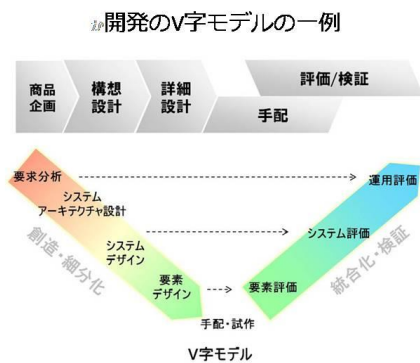 開発のV字モデルの一例
商品
企画
構想
設計
詳細
設計
評価/検証
手配
要求分析
システム
アーキテクチャ設計
システム
デザイン
要素
デザイン
創造・細分化
手配・試作
要素評価
システム評価
運用評価
統合化・検証
V字モデル